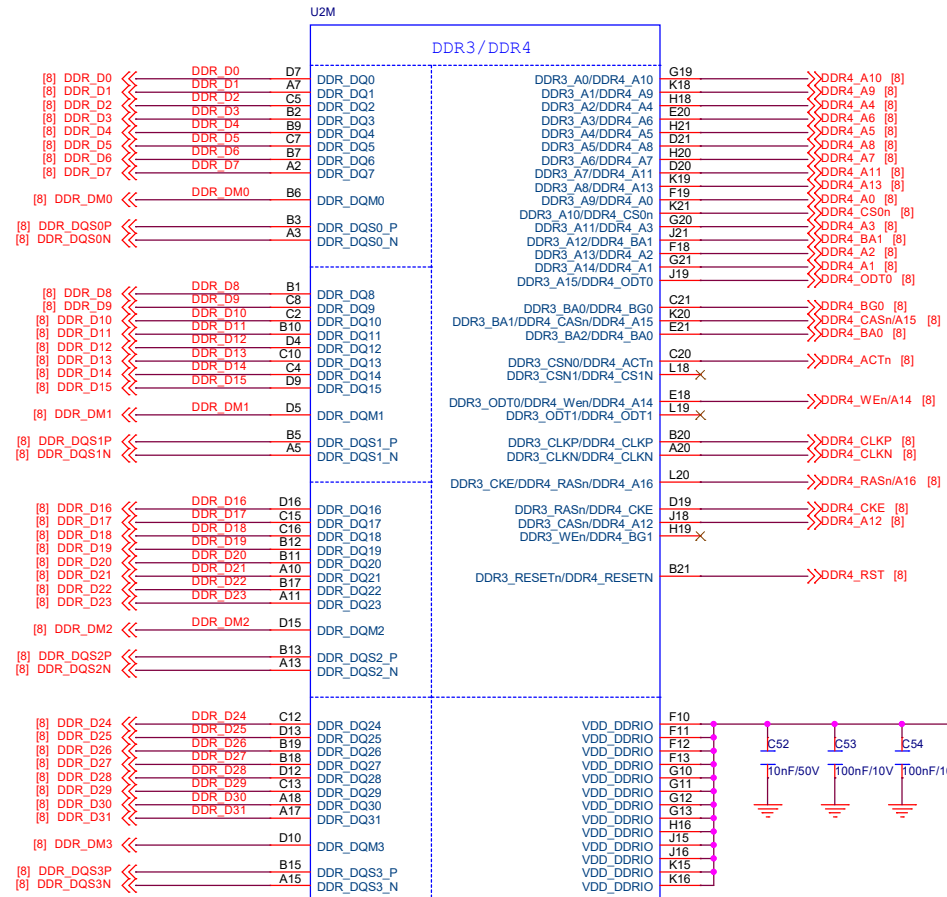 U2M
DDR3/DDR4
[8] DDR_D0 DDR_D0 D7 DDR_DQ0
[8] DDR_D1 DDR_D1 A7 DDR_DQ1
[8] DDR_D2 DDR_D2 C5 DDR_DQ2
[8] DDR_D3 DDR_D3 B2 DDR_DQ3
[8] DDR_D4 DDR_D4 B9 DDR_DQ4
[8] DDR_D5 DDR_D5 C7 DDR_DQ5
[8] DDR_D6 DDR_D6 B7 DDR_DQ6
[8] DDR_D7 DDR_D7 A2 DDR_DQ7
[8] DDR_DM0 DDR_DM0 B6 DDR_DQM0
[8] DDR_DQS0P B3 DDR_DQS0_P
[8] DDR_DQS0N A3 DDR_DQS0_N
[8] DDR_D8 DDR_D8 B1 DDR_DQ8
[8] DDR_D9 DDR_D9 C8 DDR_DQ9
[8] DDR_D10 DDR_D10 C2 DDR_DQ10
[8] DDR_D11 DDR_D11 B10 DDR_DQ11
[8] DDR_D12 DDR_D12 D4 DDR_DQ12
[8] DDR_D13 DDR_D13 C10 DDR_DQ13
[8] DDR_D14 DDR_D14 C4 DDR_DQ14
[8] DDR_D15 DDR_D15 D9 DDR_DQ15
[8] DDR_DM1 DDR_DM1 D5 DDR_DQM1
[8] DDR_DQS1P B5 DDR_DQS1_P
[8] DDR_DQS1N A5 DDR_DQS1_N
[8] DDR_D16 DDR_D16 D16 DDR_DQ16
[8] DDR_D17 DDR_D17 C15 DDR_DQ17
[8] DDR_D18 DDR_D18 C16 DDR_DQ18
[8] DDR_D19 DDR_D19 B12 DDR_DQ19
[8] DDR_D20 DDR_D20 B11 DDR_DQ20
[8] DDR_D21 DDR_D21 A10 DDR_DQ21
[8] DDR_D22 DDR_D22 B17 DDR_DQ22
[8] DDR_D23 DDR_D23 A11 DDR_DQ23
[8] DDR_DM2 DDR_DM2 D15 DDR_DQM2
[8] DDR_DQS2P B13 DDR_DQS2_P
[8] DDR_DQS2N A13 DDR_DQS2_N
[8] DDR_D24 DDR_D24 C12 DDR_DQ24
[8] DDR_D25 DDR_D25 D13 DDR_DQ25
[8] DDR_D26 DDR_D26 B19 DDR_DQ26
[8] DDR_D27 DDR_D27 B18 DDR_DQ27
[8] DDR_D28 DDR_D28 D12 DDR_DQ28
[8] DDR_D29 DDR_D29 C13 DDR_DQ29
[8] DDR_D30 DDR_D30 A18 DDR_DQ30
[8] DDR_D31 DDR_D31 A17 DDR_DQ31
[8] DDR_DM3 D10 DDR_DQM3
[8] DDR_DQS3P B15 DDR_DQS3_P
[8] DDR_DQS3N A15 DDR_DQS3_N
DDR3_A0/DDR4_A10 G19 DDR4_A10 [8]
DDR3_A1/DDR4_A9 K18 DDR4_A9 [8]
DDR3_A2/DDR4_A4 H18 DDR4_A4 [8]
DDR3_A3/DDR4_A6 E20 DDR4_A6 [8]
DDR3_A4/DDR4_A5 H21 DDR4_A5 [8]
DDR3_A5/DDR4_A8 D21 DDR4_A8 [8]
DDR3_A6/DDR4_A7 H20 DDR4_A7 [8]
DDR3_A7/DDR4_A11 D20 DDR4_A11 [8]
DDR3_A8/DDR4_A13 K19 DDR4_A13 [8]
DDR3_A9/DDR4_A0 F19 DDR4_A0 [8]
DDR3_A10/DDR4_CS0n K21 DDR4_CS0n [8]
DDR3_A11/DDR4_A3 G20 DDR4_A3 [8]
DDR3_A12/DDR4_BA1 J21 DDR4_BA1 [8]
DDR3_A13/DDR4_A2 F18 DDR4_A2 [8]
DDR3_A14/DDR4_A1 G21 DDR4_A1 [8]
DDR3_A15/DDR4_ODT0 J19 DDR4_ODT0 [8]
DDR3_BA0/DDR4_BG0 C21 DDR4_BG0 [8]
DDR3_BA1/DDR4_CASn/DDR4_A15 K20 DDR4_CASn/A15 [8]
DDR3_BA2/DDR4_BA0 E21 DDR4_BA0 [8]
DDR3_CSN0/DDR4_ACTn C20 DDR4_ACTn [8]
DDR3_CSN1/DDR4_CS1N L18
DDR3_ODT0/DDR4_Wen/DDR4_A14 E18 DDR4_WEn/A14 [8]
DDR3_ODT1/DDR4_ODT1 L19
DDR3_CLKP/DDR4_CLKP B20 DDR4_CLKP [8]
DDR3_CLKN/DDR4_CLKN A20 DDR4_CLKN [8]
DDR3_CKE/DDR4_RASn/DDR4_A16 L20 DDR4_RASn/A16 [8]
DDR3_RASn/DDR4_CKE D19 DDR4_CKE [8]
DDR3_CASn/DDR4_A12 J18 DDR4_A12 [8]
DDR3_WEn/DDR4_BG1 H19
DDR3_RESETn/DDR4_RESETN B21 DDR4_RST [8]
VDD_DDRIO F10
VDD_DDRIO F11
VDD_DDRIO F12
VDD_DDRIO F13
VDD_DDRIO G10
VDD_DDRIO G11
VDD_DDRIO G12
VDD_DDRIO G13
VDD_DDRIO H16
VDD_DDRIO J15
VDD_DDRIO J16
VDD_DDRIO K15
VDD_DDRIO K16
C52 C53 C54
10nF/50V 100nF/10V